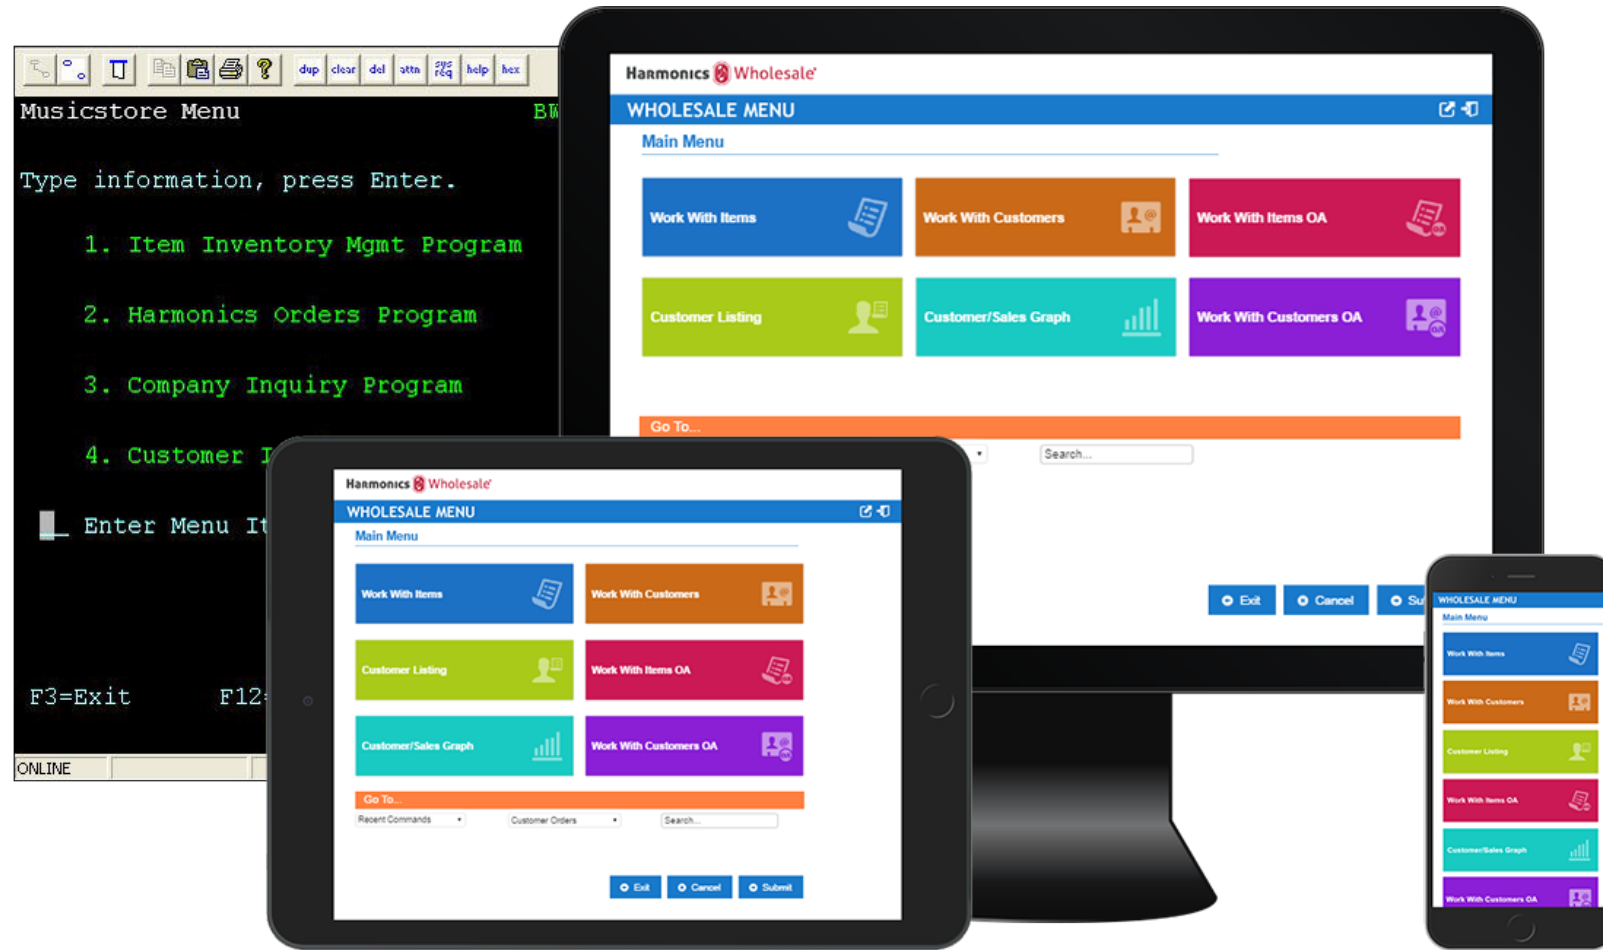 dup clear del attn sys req help hex
Musicstore Menu BW
Type information, press Enter.
1. Item Inventory Mgmt Program
2. Harmonics Orders Program
3. Company Inquiry Program
4. Customer I
Enter Menu It
F3=Exit F12=
ONLINE
Harmonics Wholesale
WHOLESALE MENU
Main Menu
Work With Items Work With Customers Work With Items OA
Customer Listing Customer/Sales Graph Work With Customers OA
Go To...
Search...
Exit Cancel Su
Harmonics Wholesale
WHOLESALE MENU
Main Menu
Work With Items Work With Customers
Customer Listing Work With Items OA
Customer/Sales Graph Work With Customers OA
Go To...
Recent Commands Customer Orders Search...
Exit Cancel Submit
WHOLESALE MENU
Main Menu
Work With Items
Work With Customers
Customer Listing
Work With Items OA
Customer/Sales Graph
Work With Customers OA